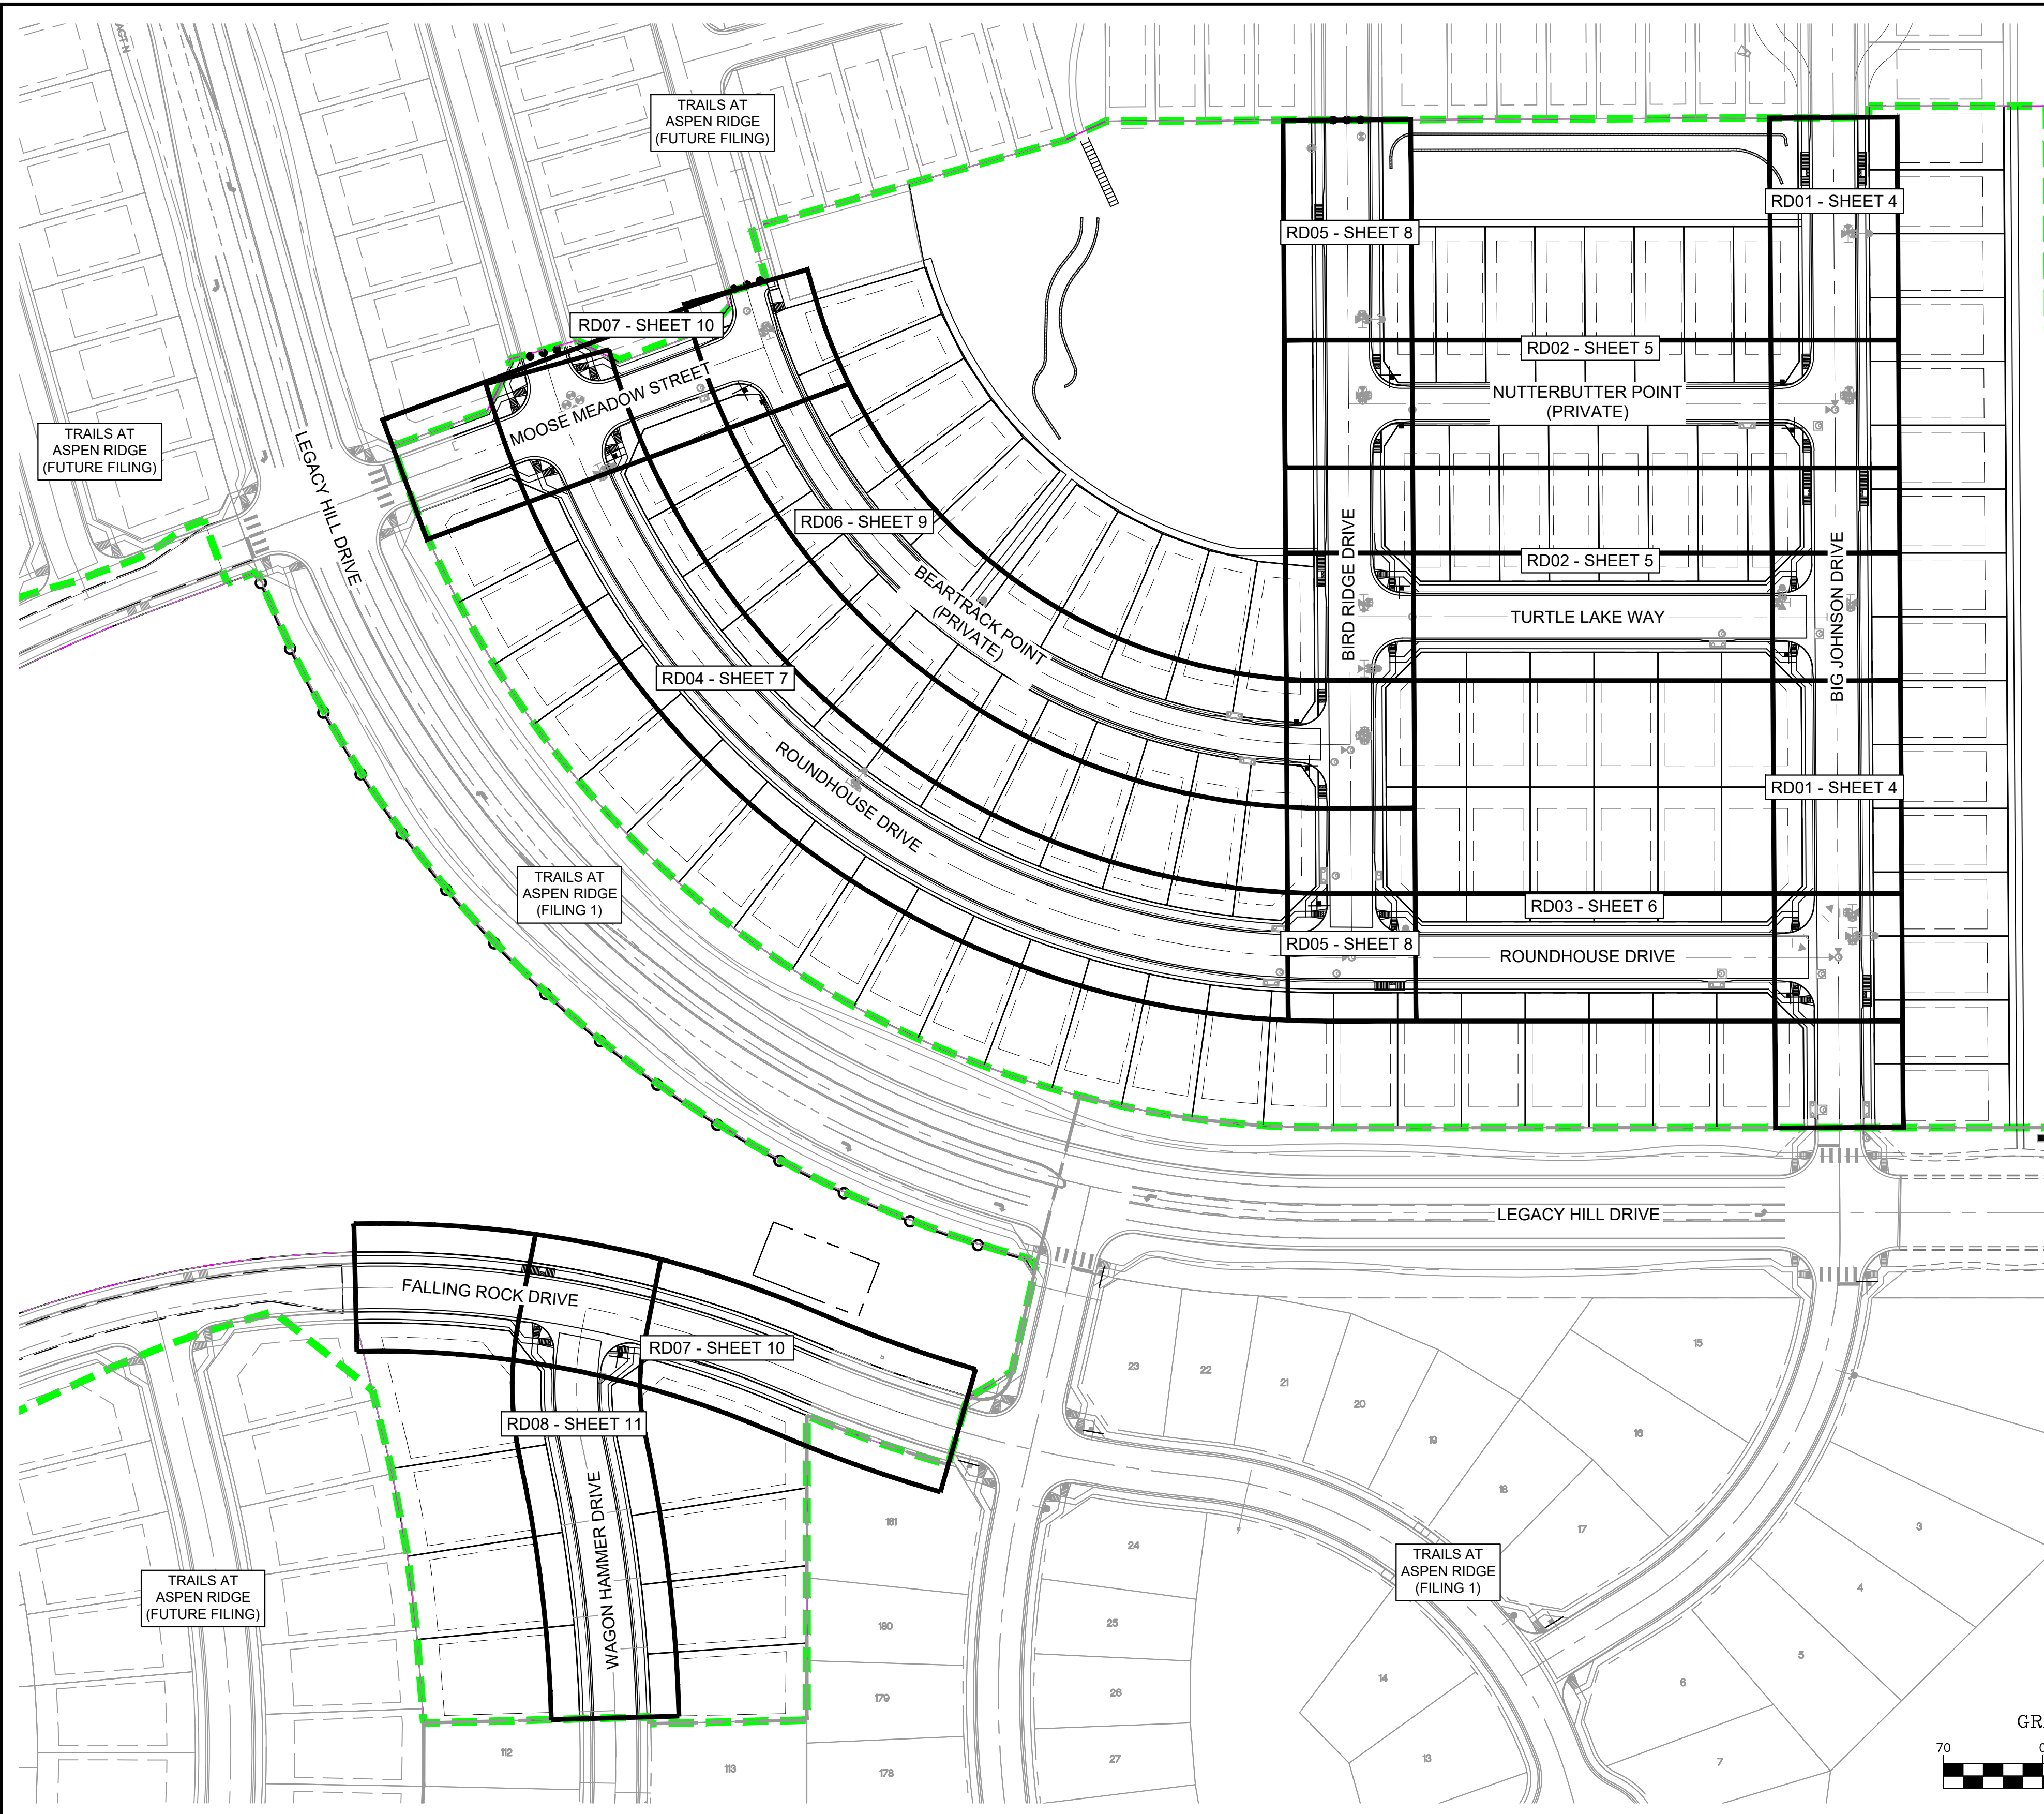 ACT N
TRAILS AT
ASPEN RIDGE
(FUTURE FILING)
RD01 - SHEET 4
RD05 - SHEET 8
RD07 - SHEET 10
RD02 - SHEET 5
MOOSE MEADOW STREET
NUTTERBUTTER POINT
(PRIVATE)
TRAILS AT
ASPEN RIDGE
(FUTURE FILING)
LEGACY HILL DRIVE
RD06 - SHEET 9
BIRD RIDGE DRIVE
RD02 - SHEET 5
BIG JOHNSON DRIVE
BEARTRACK POINT
(PRIVATE)
TURTLE LAKE WAY
RD04 - SHEET 7
ROUNDHOUSE DRIVE
RD01 - SHEET 4
TRAILS AT
ASPEN RIDGE
(FILING 1)
RD03 - SHEET 6
RD05 - SHEET 8
ROUNDHOUSE DRIVE
LEGACY HILL DRIVE
FALLING ROCK DRIVE
RD07 - SHEET 10
15
23
22
21
20
19
16
RD08 - SHEET 11
18
17
181
24
3
WAGON HAMMER DRIVE
TRAILS AT
ASPEN RIDGE
(FILING 1)
TRAILS AT
ASPEN RIDGE
(FUTURE FILING)
4
180
25
5
14
6
179
26
GR
70
0
112
113
178
27
13
7